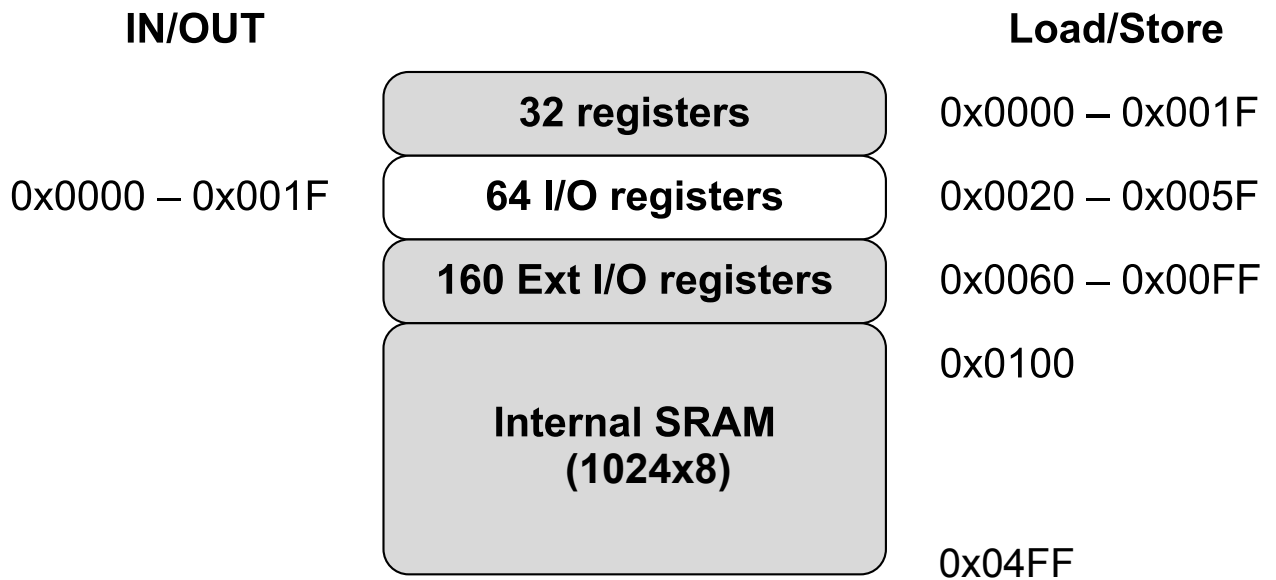 IN/OUT
Load/Store
32 registers
0x0000 – 0x001F
0x0000 – 0x001F
64 I/O registers
0x0020 – 0x005F
160 Ext I/O registers
0x0060 – 0x00FF
0x0100
Internal SRAM
(1024x8)
0x04FF